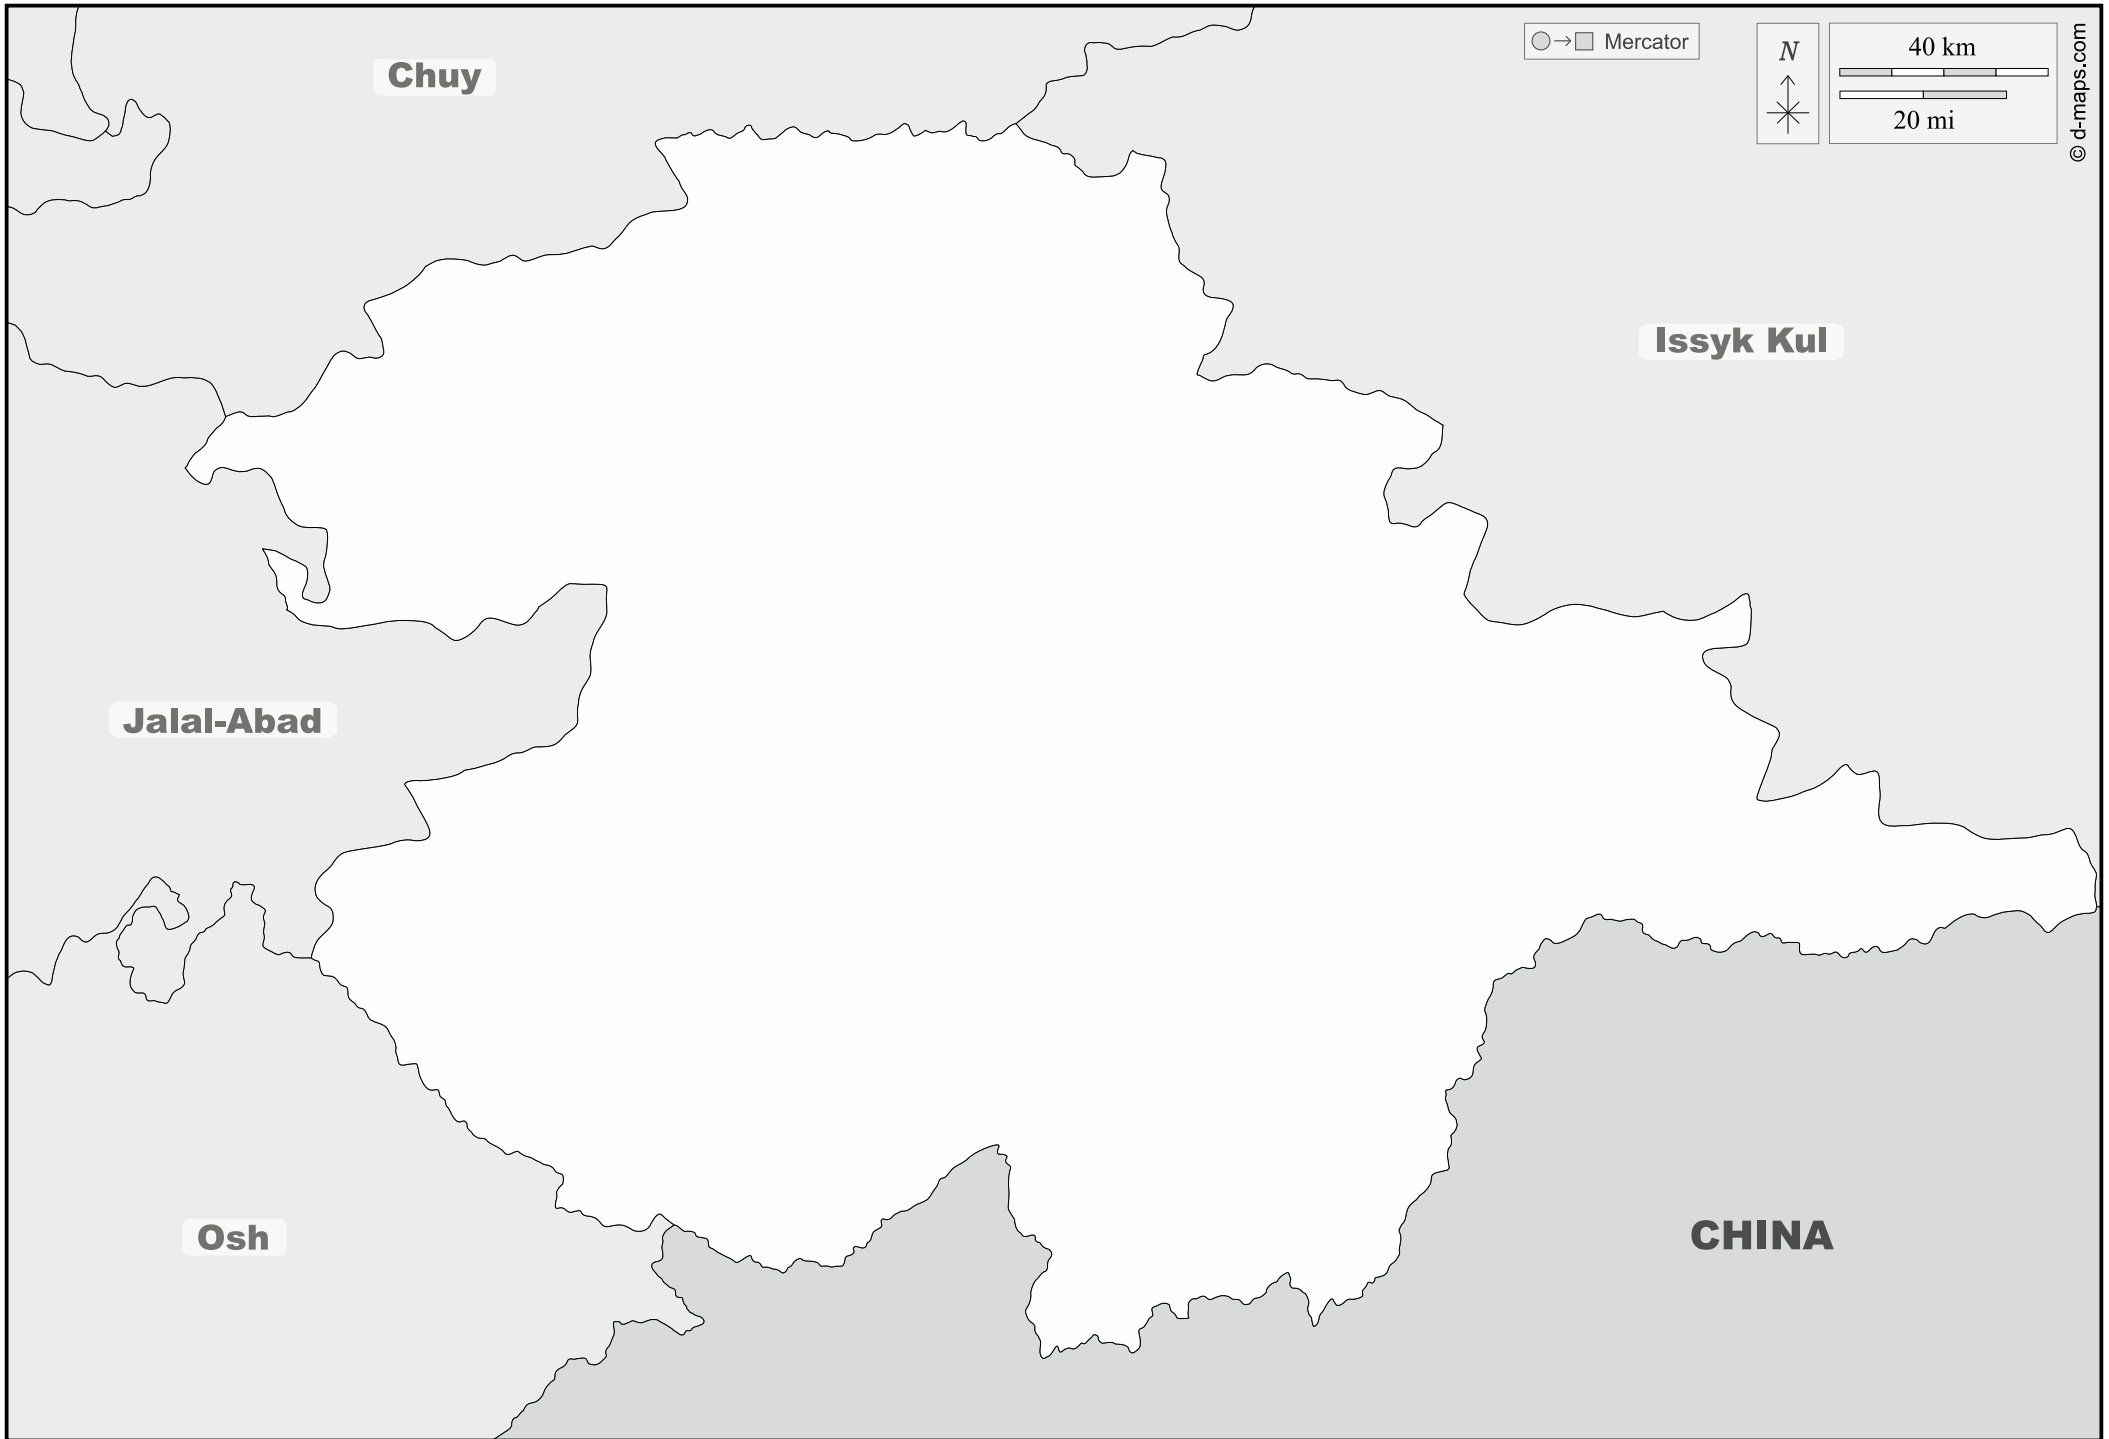 Chuy
Mercator
N
40 km
20 mi
© d-maps.com
Issyk Kul
Jalal-Abad
Osh
CHINA